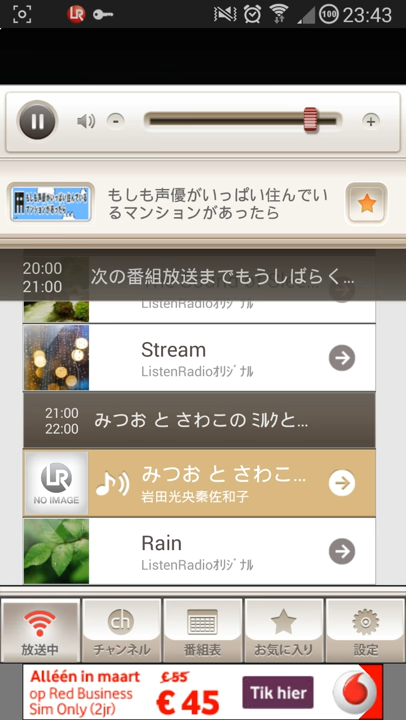 LR
100
23:43
-
+
もしも声優がいっぱい住んでい
るマンションがあったら
20:00
21:00
次の番組放送までもうしばらく...
ListenRadioｵﾘｼﾞﾅﾙ
Stream
ListenRadioｵﾘｼﾞﾅﾙ
21:00
22:00
みつお と さわこの ﾐﾙｸと...
LR
NO IMAGE
みつお と さわこ...
岩田光央秦佐和子
Rain
ListenRadioｵﾘｼﾞﾅﾙ
放送中
ch
チャンネル
番組表
お気に入り
設定
Alléén in maart
op Red Business
Sim Only (2jr)
€55
€ 45
Tik hier